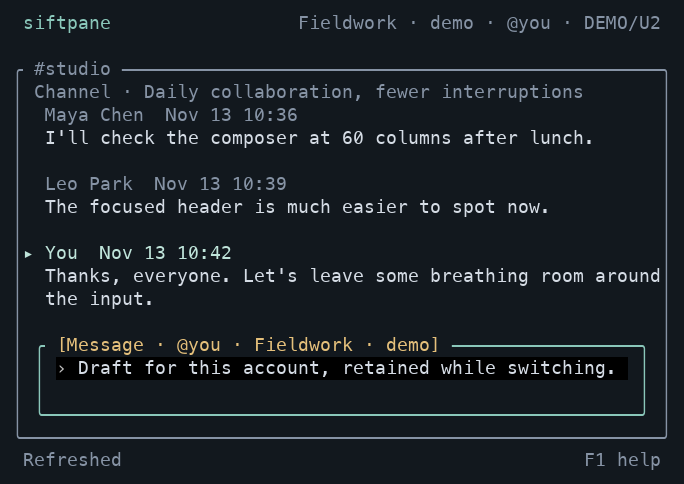 siftpane Fieldwork · demo · @you · DEMO/U2
#studio
Channel · Daily collaboration, fewer interruptions
Maya Chen Nov 13 10:36
I'll check the composer at 60 columns after lunch.
Leo Park Nov 13 10:39
The focused header is much easier to spot now.
▸ You Nov 13 10:42
Thanks, everyone. Let's leave some breathing room around
the input.
[Message · @you · Fieldwork · demo]
› Draft for this account, retained while switching.
Refreshed F1 help